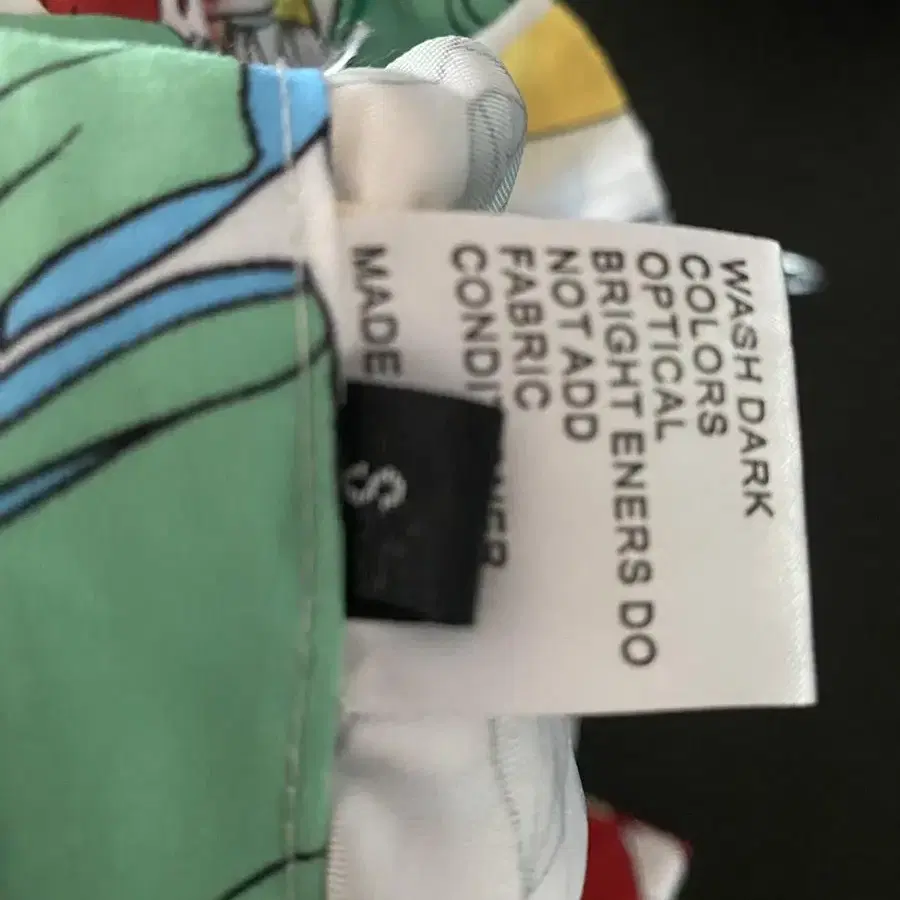 WASH DARK
COLORS
OPTICAL
BRIGHT ENERS DO
NOT ADD
FABRIC
MADE
S